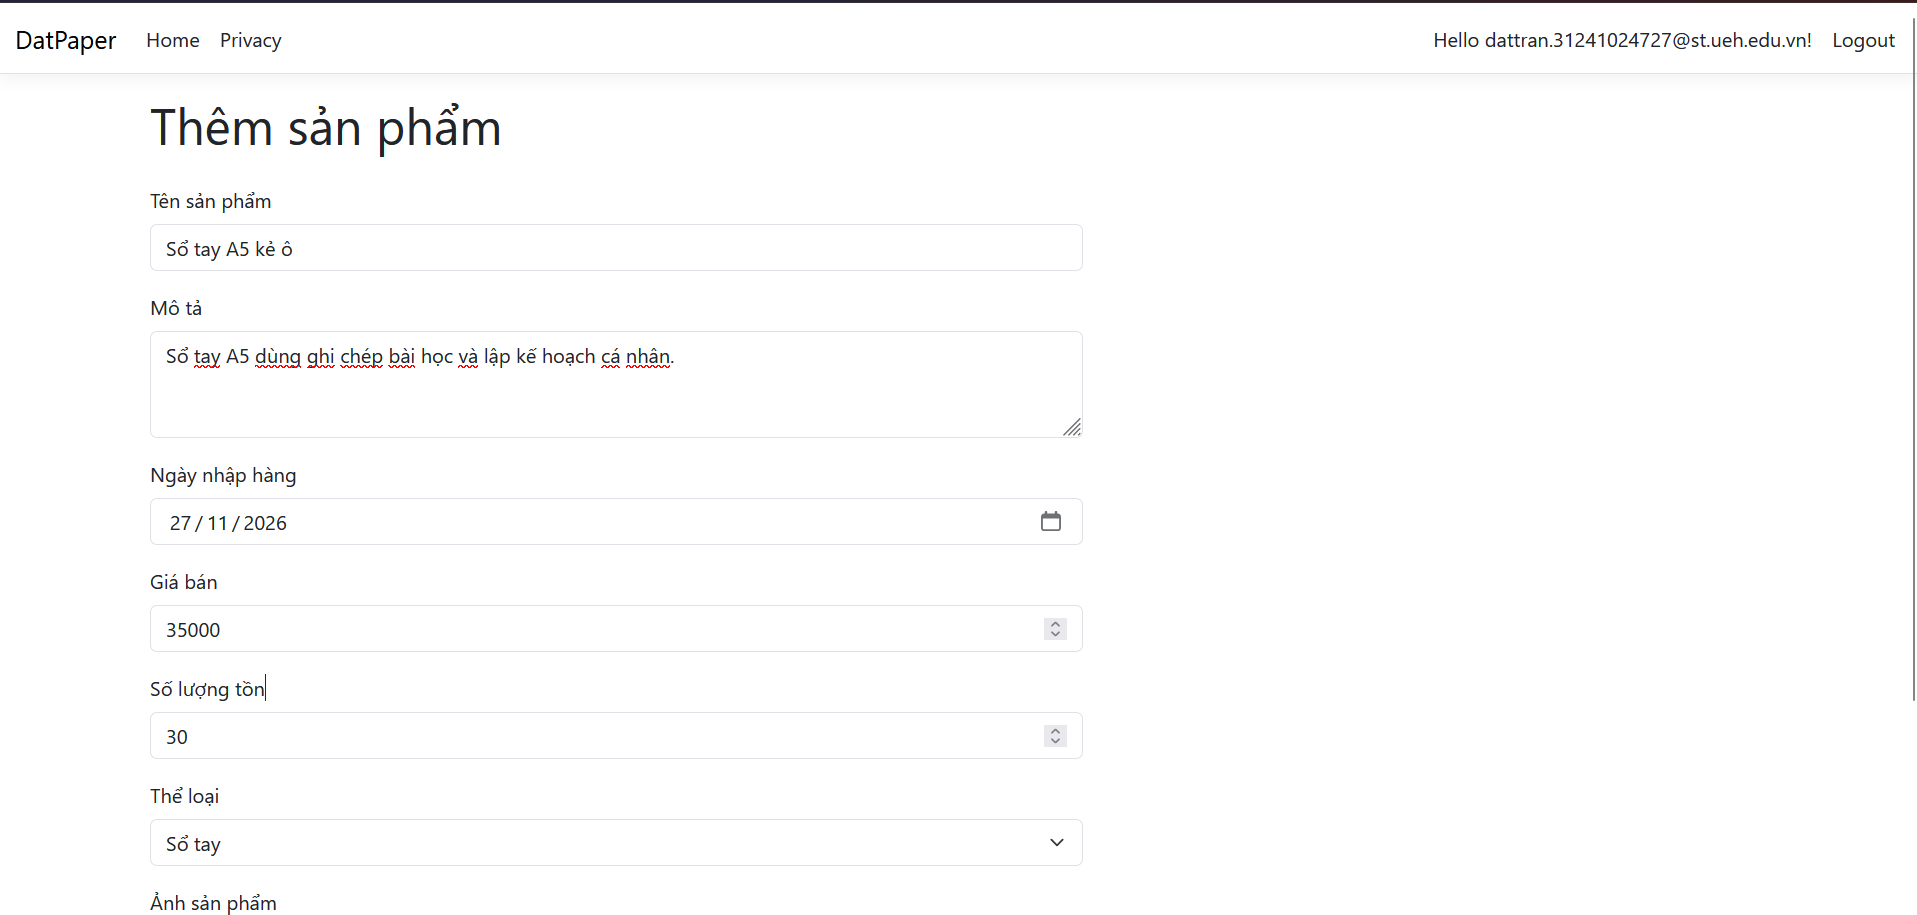 DatPaper Home Privacy Hello dattran.31241024727@st.ueh.edu.vn! Logout
Thêm sản phẩm
Tên sản phẩm
Sổ tay A5 kẻ ô
Mô tả
Sổ tay A5 dùng ghi chép bài học và lập kế hoạch cá nhân.
Ngày nhập hàng
27 / 11 / 2026
Giá bán
35000
Số lượng tồn
30
Thể loại
Sổ tay
Ảnh sản phẩm